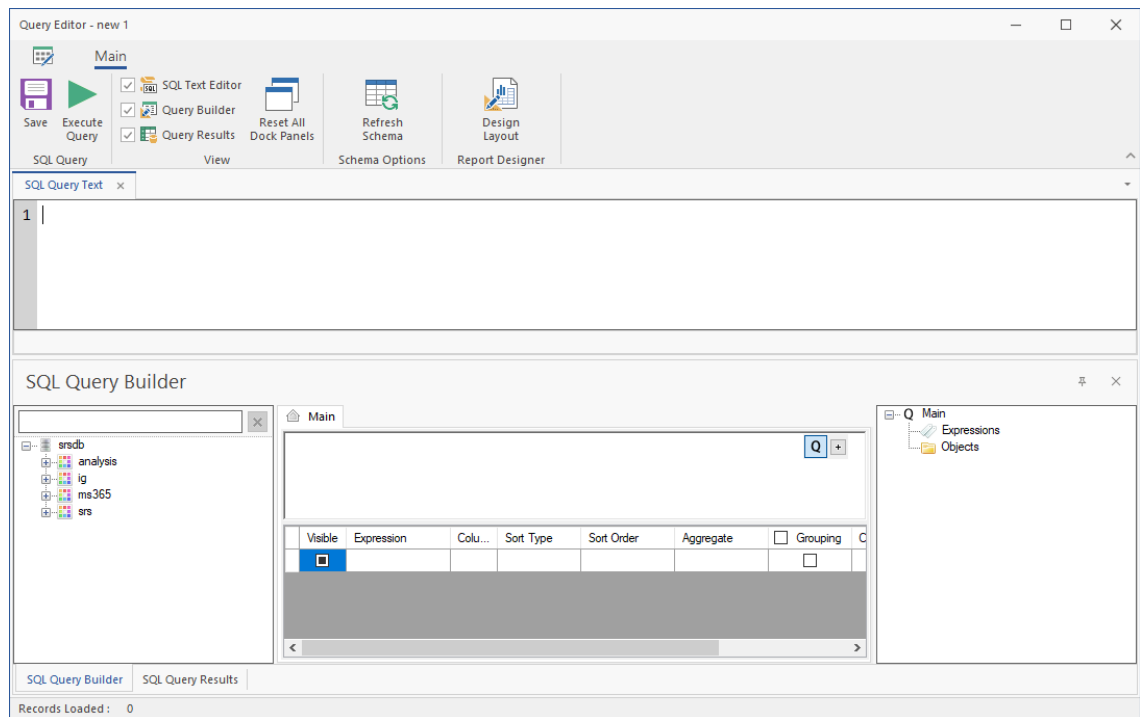 Query Editor - new 1
Main
Save
Execute Query
SQL Text Editor
Query Builder
Query Results
Reset All Dock Panels
Refresh Schema
Design Layout
SQL Query
View
Schema Options
Report Designer
SQL Query Text
1
SQL Query Builder
srsdb
analysis
ig
ms365
srs
Main
Q +
Visible Expression Colu... Sort Type Sort Order Aggregate Grouping C
Q Main
Expressions
Objects
SQL Query Builder SQL Query Results
Records Loaded : 0